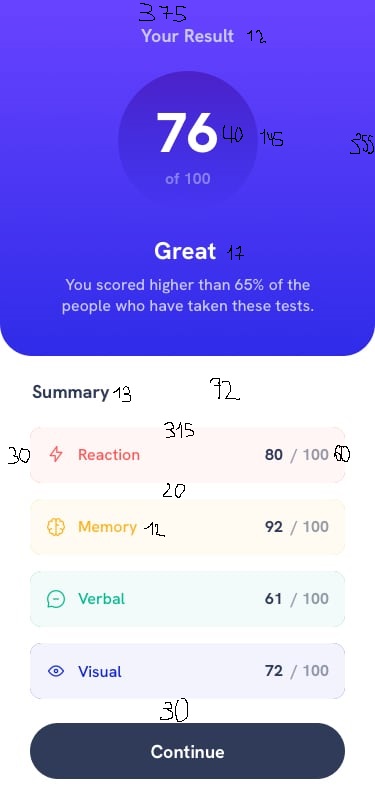 375
Your Result 12
76 40 145
355
of 100
Great 17
You scored higher than 65% of the
people who have taken these tests.
Summary 13 72
315
30 Reaction 80 / 100 60
20
Memory 12 92 / 100
Verbal 61 / 100
Visual 72 / 100
30
Continue